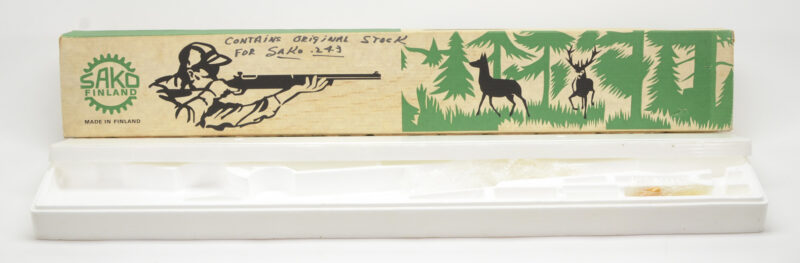 CONTAINS ORIGINAL STOCK
FOR SAKO .243
SAKO
FINLAND
MADE IN FINLAND